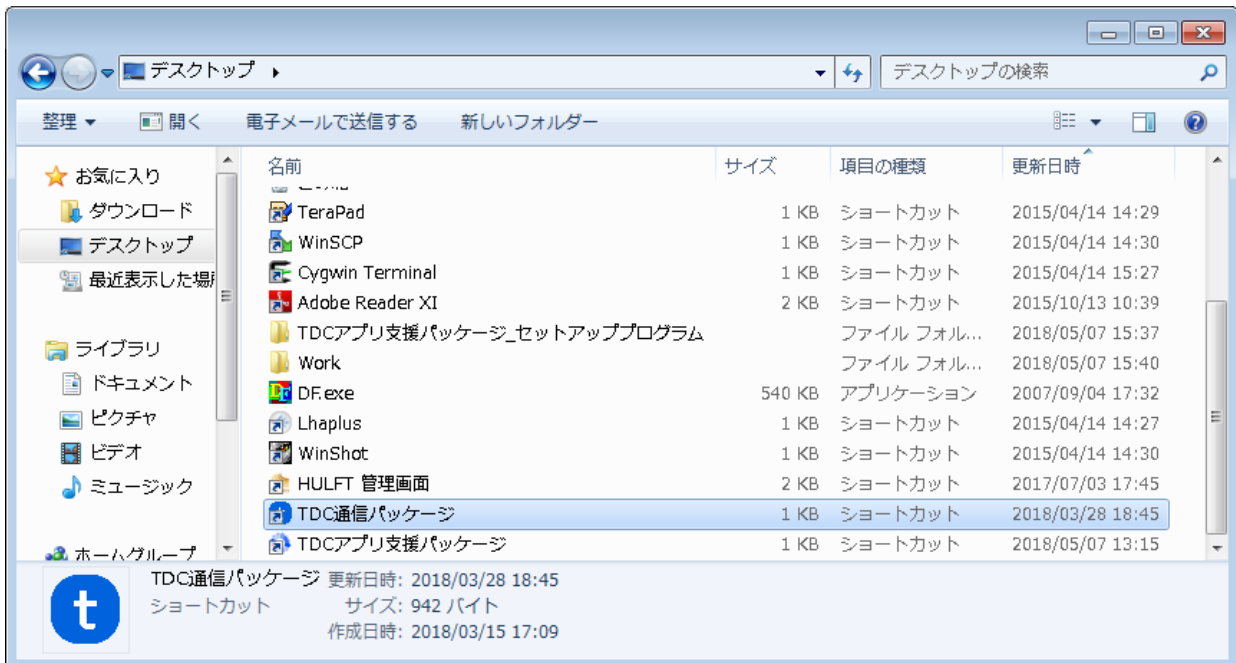 デスクトップ
デスクトップの検索
整理 開く 電子メールで送信する 新しいフォルダー
お気に入り
ダウンロード
デスクトップ
最近表示した場所
ライブラリ
ドキュメント
ピクチャ
ビデオ
ミュージック
ホームグループ
名前 サイズ 項目の種類 更新日時
TeraPad 1 KB ショートカット 2015/04/14 14:29
WinSCP 1 KB ショートカット 2015/04/14 14:30
Cygwin Terminal 1 KB ショートカット 2015/04/14 15:27
Adobe Reader XI 2 KB ショートカット 2015/10/13 10:39
TDCアプリ支援パッケージ_セットアッププログラム ファイル フォル... 2018/05/07 15:37
Work ファイル フォル... 2018/05/07 15:40
DF.exe 540 KB アプリケーション 2007/09/04 17:32
Lhaplus 1 KB ショートカット 2015/04/14 14:27
WinShot 1 KB ショートカット 2015/04/14 14:30
HULFT 管理画面 2 KB ショートカット 2017/07/03 17:45
TDC通信パッケージ 1 KB ショートカット 2018/03/28 18:45
TDCアプリ支援パッケージ 1 KB ショートカット 2018/05/07 13:15
t
TDC通信パッケージ 更新日時: 2018/03/28 18:45
ショートカット サイズ: 942 バイト
作成日時: 2018/03/15 17:09